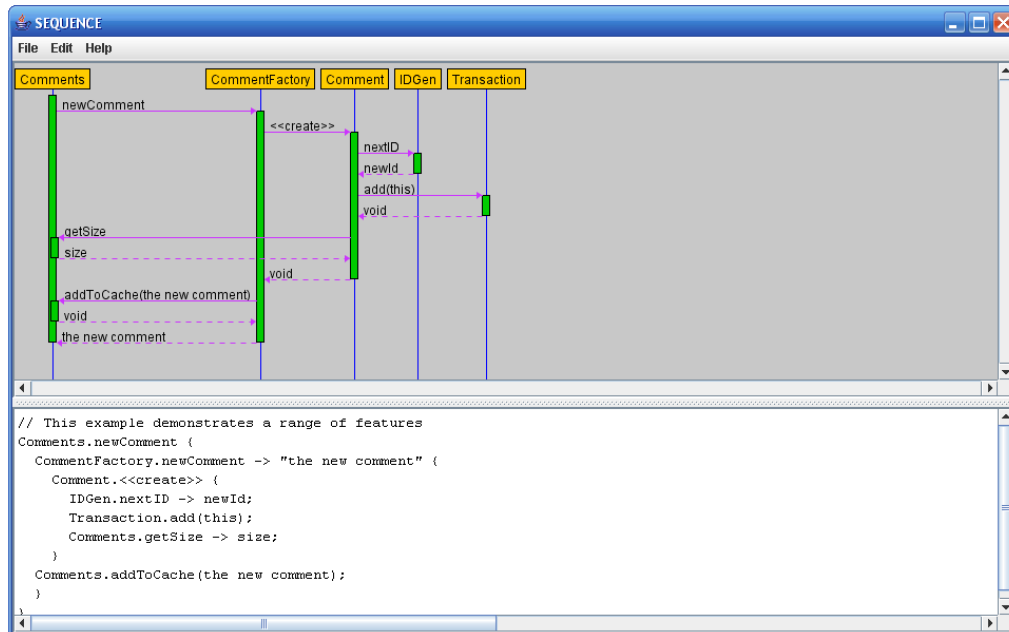 SEQUENCE
File Edit Help
Comments CommentFactory Comment IDGen Transaction
newComment
<<create>>
nextID
newId
add(this)
void
getSize
size
void
addToCache(the new comment)
void
the new comment
// This example demonstrates a range of features
Comments.newComment {
CommentFactory.newComment -> "the new comment" {
Comment.<<create>> {
IDGen.nextID -> newId;
Transaction.add(this);
Comments.getSize -> size;
}
Comments.addToCache(the new comment);
}
}